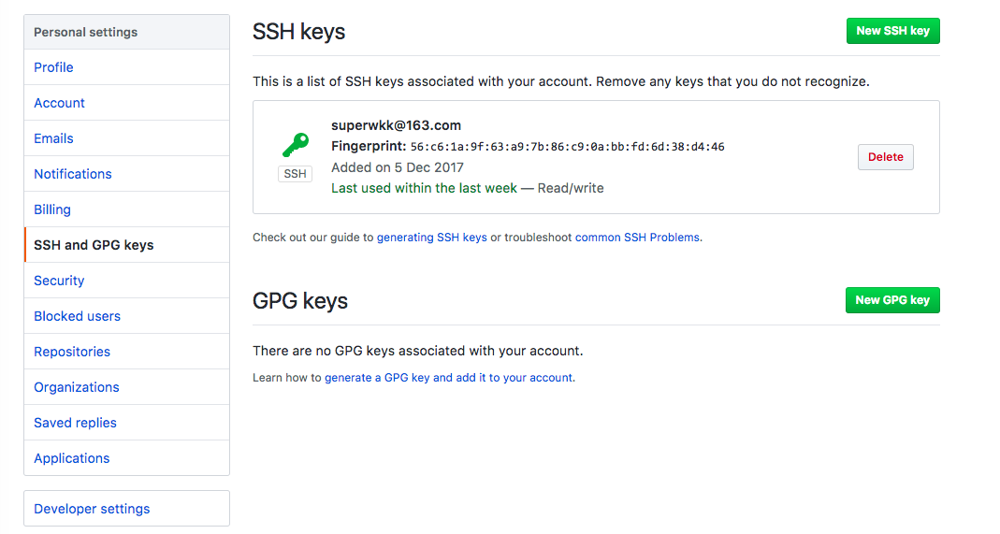 Personal settings
Profile
Account
Emails
Notifications
Billing
SSH and GPG keys
Security
Blocked users
Repositories
Organizations
Saved replies
Applications
Developer settings
SSH keys
New SSH key
This is a list of SSH keys associated with your account. Remove any keys that you do not recognize.
SSH
superwkk@163.com
Fingerprint: 56:c6:1a:9f:63:a9:7b:86:c9:0a:bb:fd:6d:38:d4:46
Added on 5 Dec 2017
Last used within the last week — Read/write
Delete
Check out our guide to generating SSH keys or troubleshoot common SSH Problems.
GPG keys
New GPG key
There are no GPG keys associated with your account.
Learn how to generate a GPG key and add it to your account.